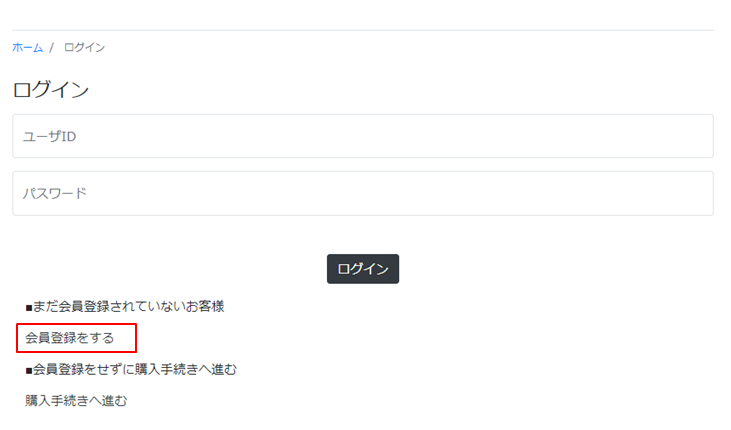 ホーム / ログイン
ログイン
ユーザID
パスワード
ログイン
■まだ会員登録されていないお客様
会員登録をする
■会員登録をせずに購入手続きへ進む
購入手続きへ進む